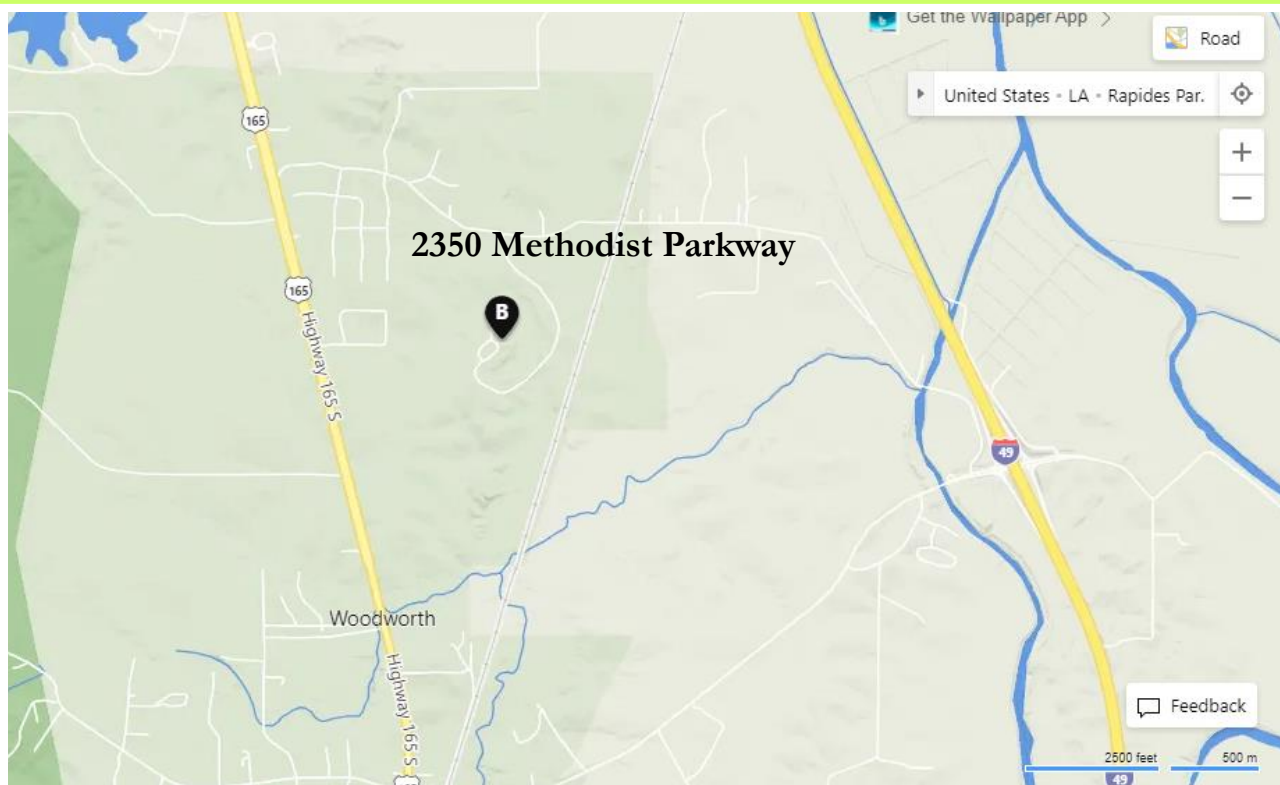 Get the Wallpaper App
Road
United States • LA • Rapides Par.
165
2350 Methodist Parkway
165
B
Highway 165 S
49
Woodworth
Highway 165 S
Feedback
2500 feet
500 m
49